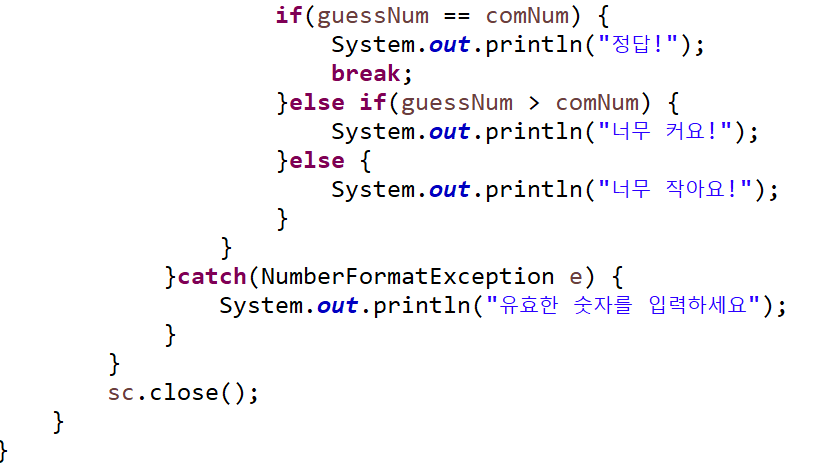 if(guessNum == comNum) {
System.out.println("정답!");
break;
}else if(guessNum > comNum) {
System.out.println("너무 커요!");
}else {
System.out.println("너무 작아요!");
}
}
}catch(NumberFormatException e) {
System.out.println("유효한 숫자를 입력하세요");
}
}
sc.close();
}
}